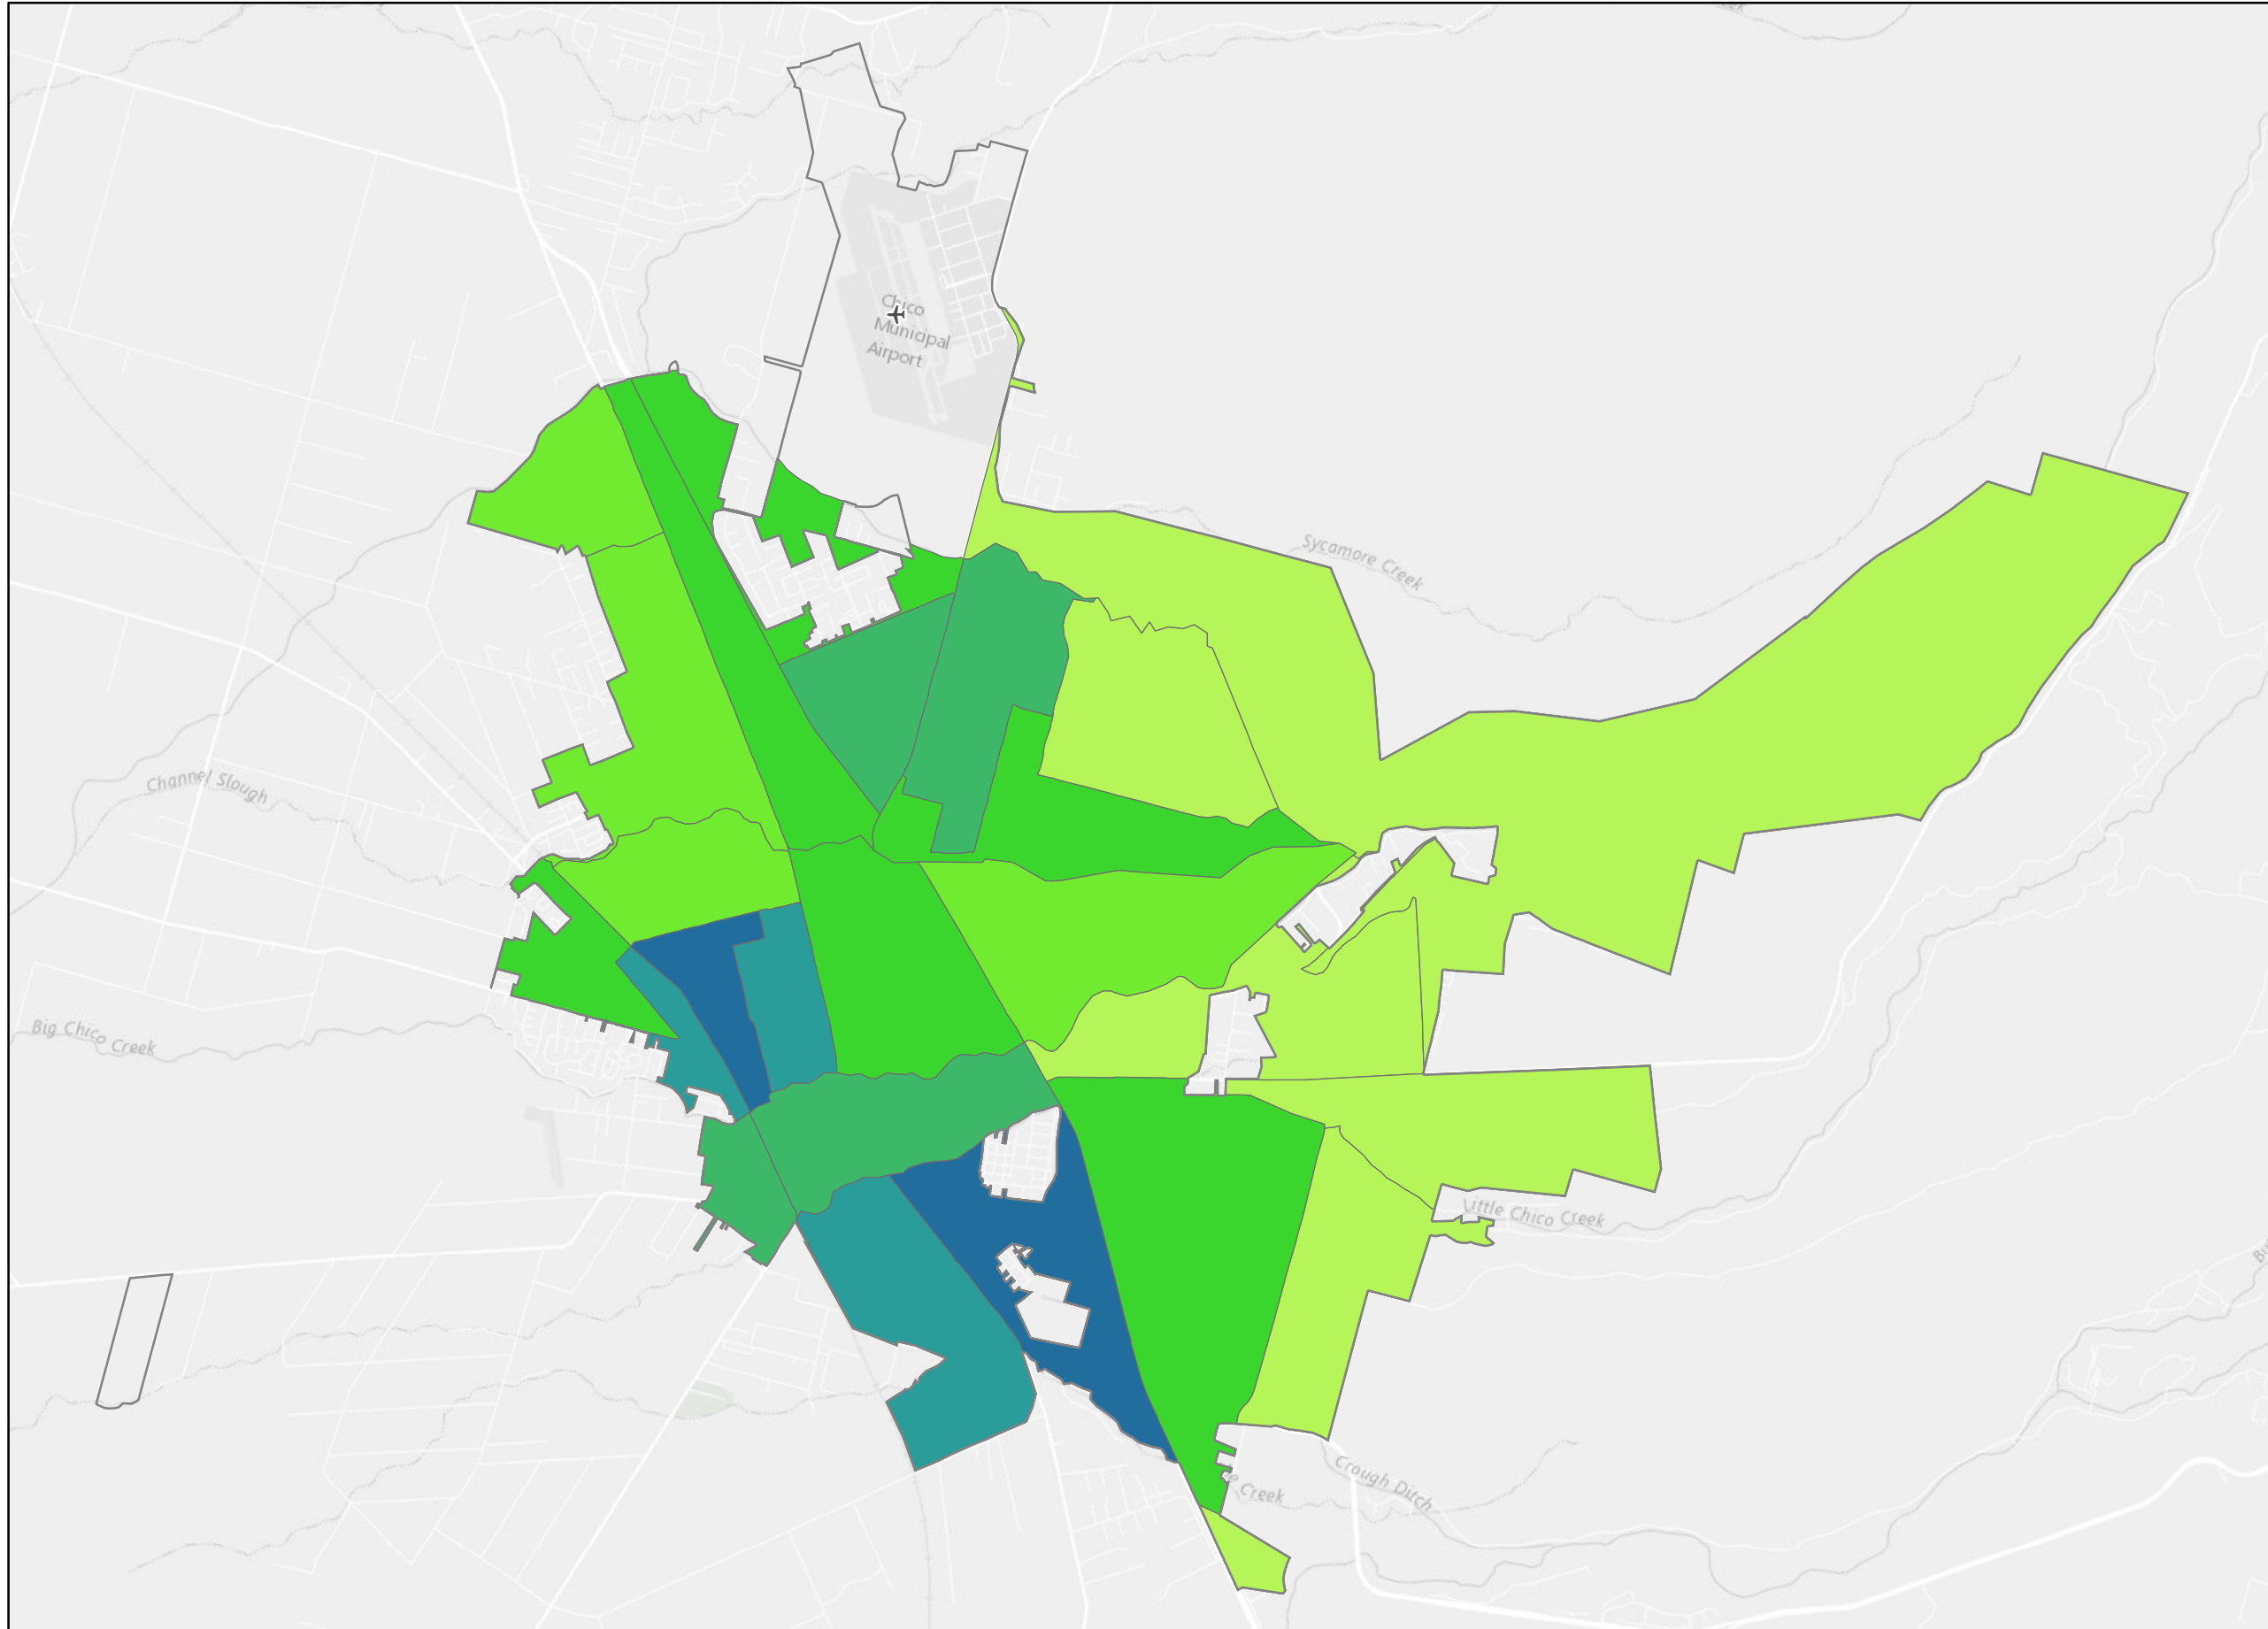 Chico
Municipal
Airport
Sycamore Creek
Channel Slough
Big Chico Creek
Little Chico Creek
Crough Ditch
Creek